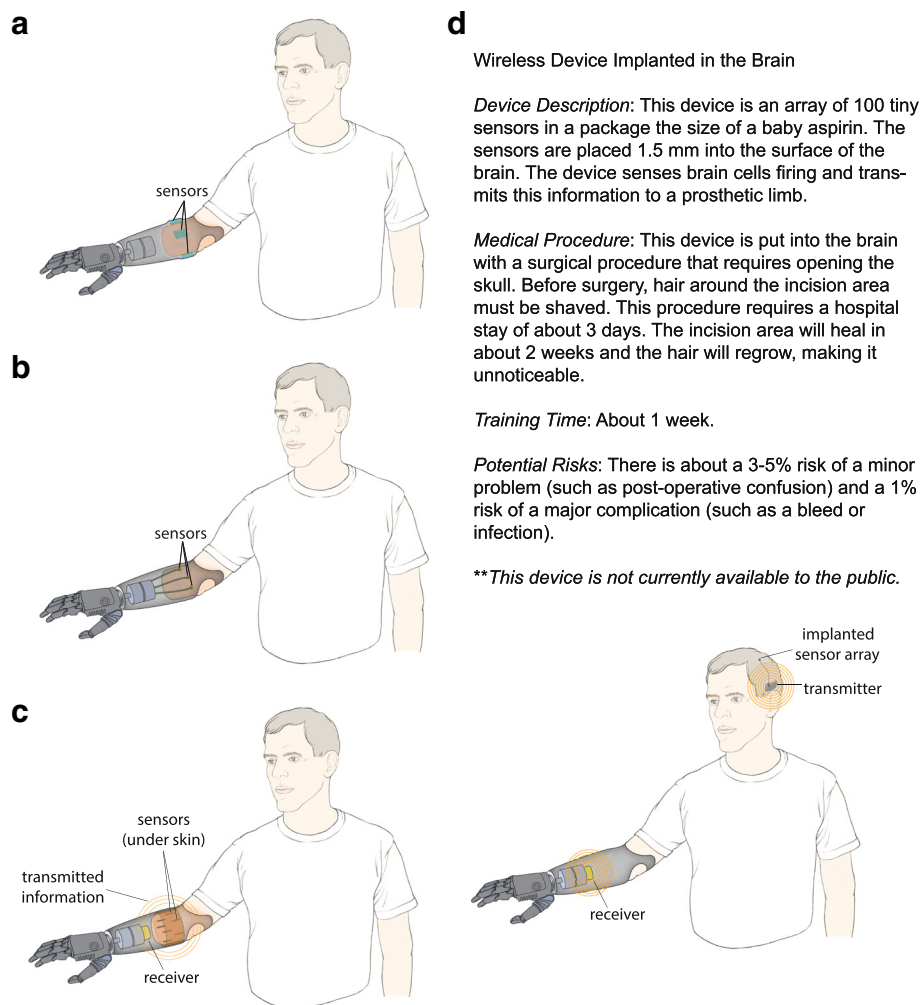 a
sensors
b
sensors
c
sensors
(under skin)
transmitted
information
receiver
d
Wireless Device Implanted in the Brain
Device Description: This device is an array of 100 tiny
sensors in a package the size of a baby aspirin. The
sensors are placed 1.5 mm into the surface of the
brain. The device senses brain cells firing and trans-
mits this information to a prosthetic limb.
Medical Procedure: This device is put into the brain
with a surgical procedure that requires opening the
skull. Before surgery, hair around the incision area
must be shaved. This procedure requires a hospital
stay of about 3 days. The incision area will heal in
about 2 weeks and the hair will regrow, making it
unnoticeable.
Training Time: About 1 week.
Potential Risks: There is about a 3-5% risk of a minor
problem (such as post-operative confusion) and a 1%
risk of a major complication (such as a bleed or
infection).
**This device is not currently available to the public.
implanted
sensor array
transmitter
receiver